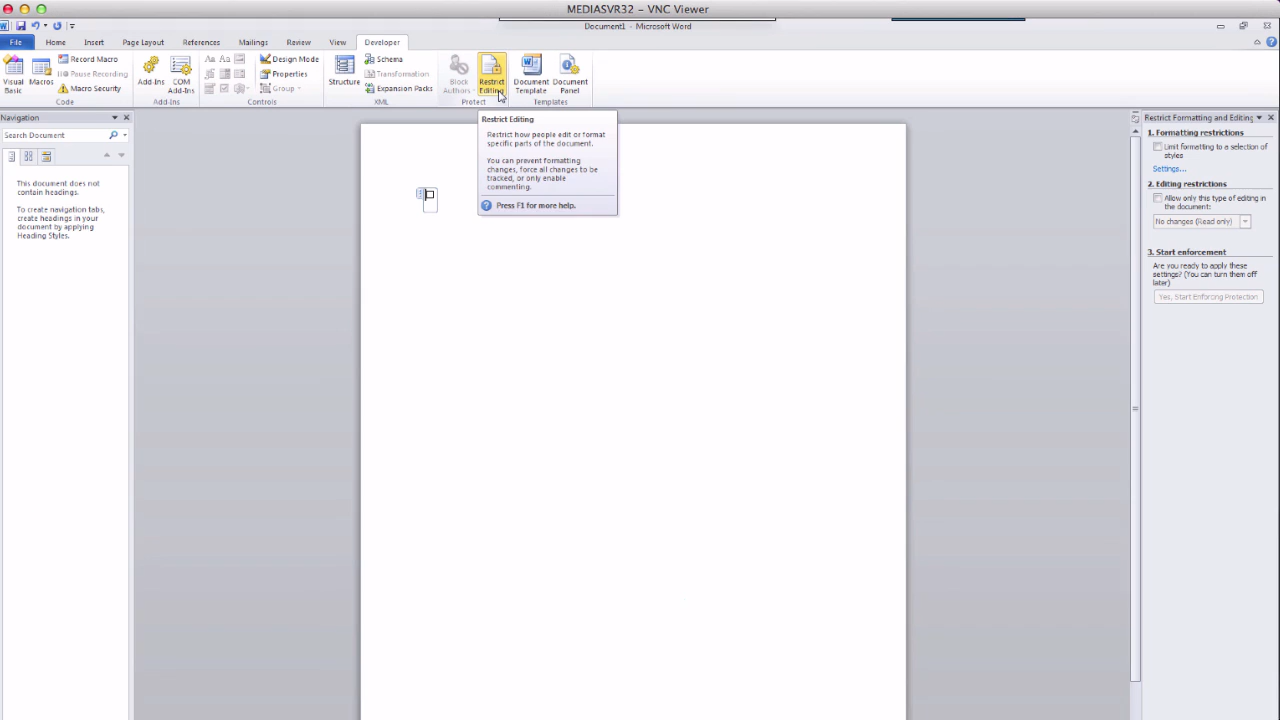 MEDIASVR32 – VNC Viewer
Document1 - Microsoft Word
File Home Insert Page Layout References Mailings Review View Developer
Visual Basic
Macros
Record Macro
Pause Recording
Macro Security
Code
Add-Ins
COM Add-Ins
Add-Ins
Design Mode
Properties
Group
Controls
Structure
Schema
Transformation
Expansion Packs
XML
Block Authors
Restrict Editing
Protect
Document Template
Document Panel
Templates
Navigation
Search Document
This document does not
contain headings.
To create navigation tabs,
create headings in your
document by applying
Heading Styles.
Restrict Editing
Restrict how people edit or format
specific parts of the document.
You can prevent formatting
changes, force all changes to be
tracked, or only enable
commenting.
Press F1 for more help.
Restrict Formatting and Editing
1. Formatting restrictions
Limit formatting to a selection of
styles
Settings...
2. Editing restrictions
Allow only this type of editing in
the document:
No changes (Read only)
3. Start enforcement
Are you ready to apply these
settings? (You can turn them off
later)
Yes, Start Enforcing Protection